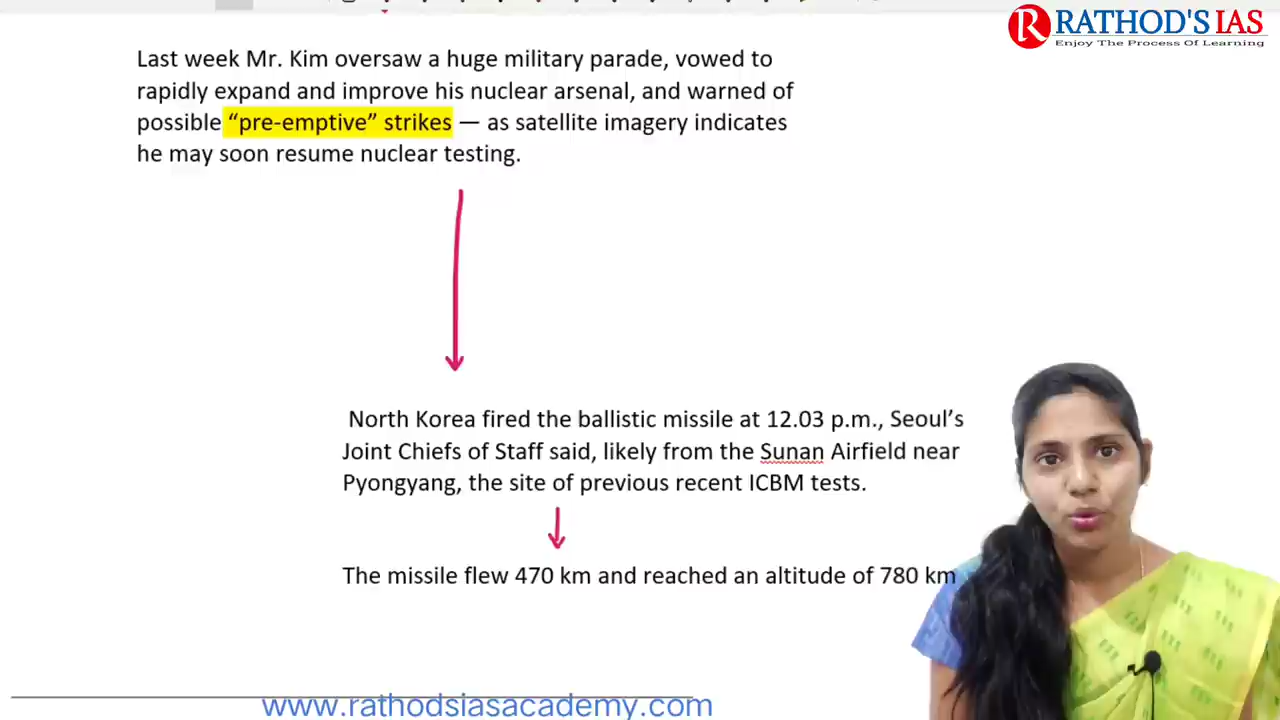 RATHOD'S IAS
Enjoy The Process Of Learning
Last week Mr. Kim oversaw a huge military parade, vowed to
rapidly expand and improve his nuclear arsenal, and warned of
possible “pre-emptive” strikes — as satellite imagery indicates
he may soon resume nuclear testing.
North Korea fired the ballistic missile at 12.03 p.m., Seoul’s
Joint Chiefs of Staff said, likely from the Sunan Airfield near
Pyongyang, the site of previous recent ICBM tests.
The missile flew 470 km and reached an altitude of 780 km
www.rathodsiasacademy.com